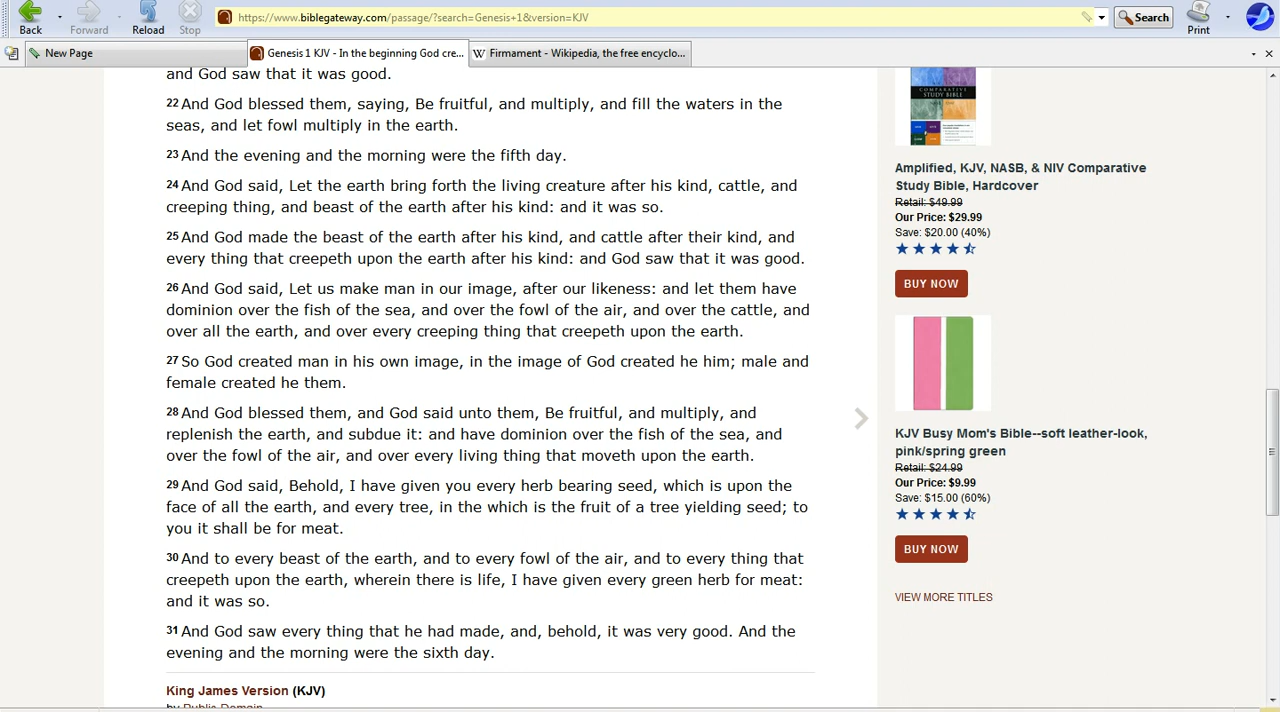 https://www.biblegateway.com/passage/?search=Genesis+1&version=KJV
Search
Back
Forward
Reload
Stop
Print
New Page
Genesis 1 KJV - In the beginning God cre...
W Firmament - Wikipedia, the free encyclo...
and God saw that it was good.
22 And God blessed them, saying, Be fruitful, and multiply, and fill the waters in the
seas, and let fowl multiply in the earth.
23 And the evening and the morning were the fifth day.
24 And God said, Let the earth bring forth the living creature after his kind, cattle, and
creeping thing, and beast of the earth after his kind: and it was so.
25 And God made the beast of the earth after his kind, and cattle after their kind, and
every thing that creepeth upon the earth after his kind: and God saw that it was good.
26 And God said, Let us make man in our image, after our likeness: and let them have
dominion over the fish of the sea, and over the fowl of the air, and over the cattle, and
over all the earth, and over every creeping thing that creepeth upon the earth.
27 So God created man in his own image, in the image of God created he him; male and
female created he them.
28 And God blessed them, and God said unto them, Be fruitful, and multiply, and
replenish the earth, and subdue it: and have dominion over the fish of the sea, and
over the fowl of the air, and over every living thing that moveth upon the earth.
29 And God said, Behold, I have given you every herb bearing seed, which is upon the
face of all the earth, and every tree, in the which is the fruit of a tree yielding seed; to
you it shall be for meat.
30 And to every beast of the earth, and to every fowl of the air, and to every thing that
creepeth upon the earth, wherein there is life, I have given every green herb for meat:
and it was so.
31 And God saw every thing that he had made, and, behold, it was very good. And the
evening and the morning were the sixth day.
King James Version (KJV)
by Public Domain
COMPARATIVE
STUDY BIBLE
Amplified, KJV, NASB, & NIV Comparative
Study Bible, Hardcover
Retail: $49.99
Our Price: $29.99
Save: $20.00 (40%)
BUY NOW
KJV Busy Mom's Bible--soft leather-look,
pink/spring green
Retail: $24.99
Our Price: $9.99
Save: $15.00 (60%)
BUY NOW
VIEW MORE TITLES